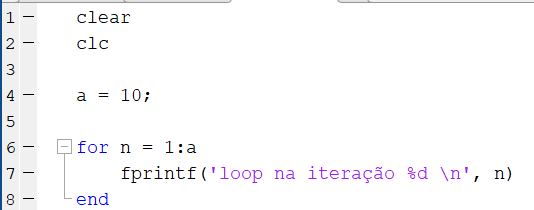 1 - clear
2 - clc
3
4 - a = 10;
5
6 - for n = 1:a
7 - fprintf('loop na iteração %d \n', n)
8 - end